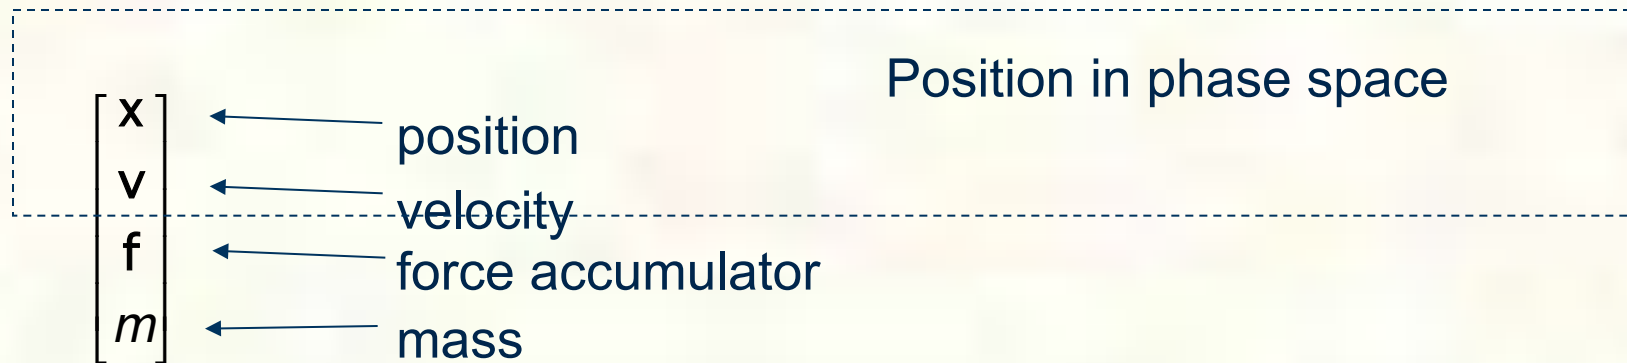 Position in phase space
x
position
v
velocity
f
force accumulator
m
mass